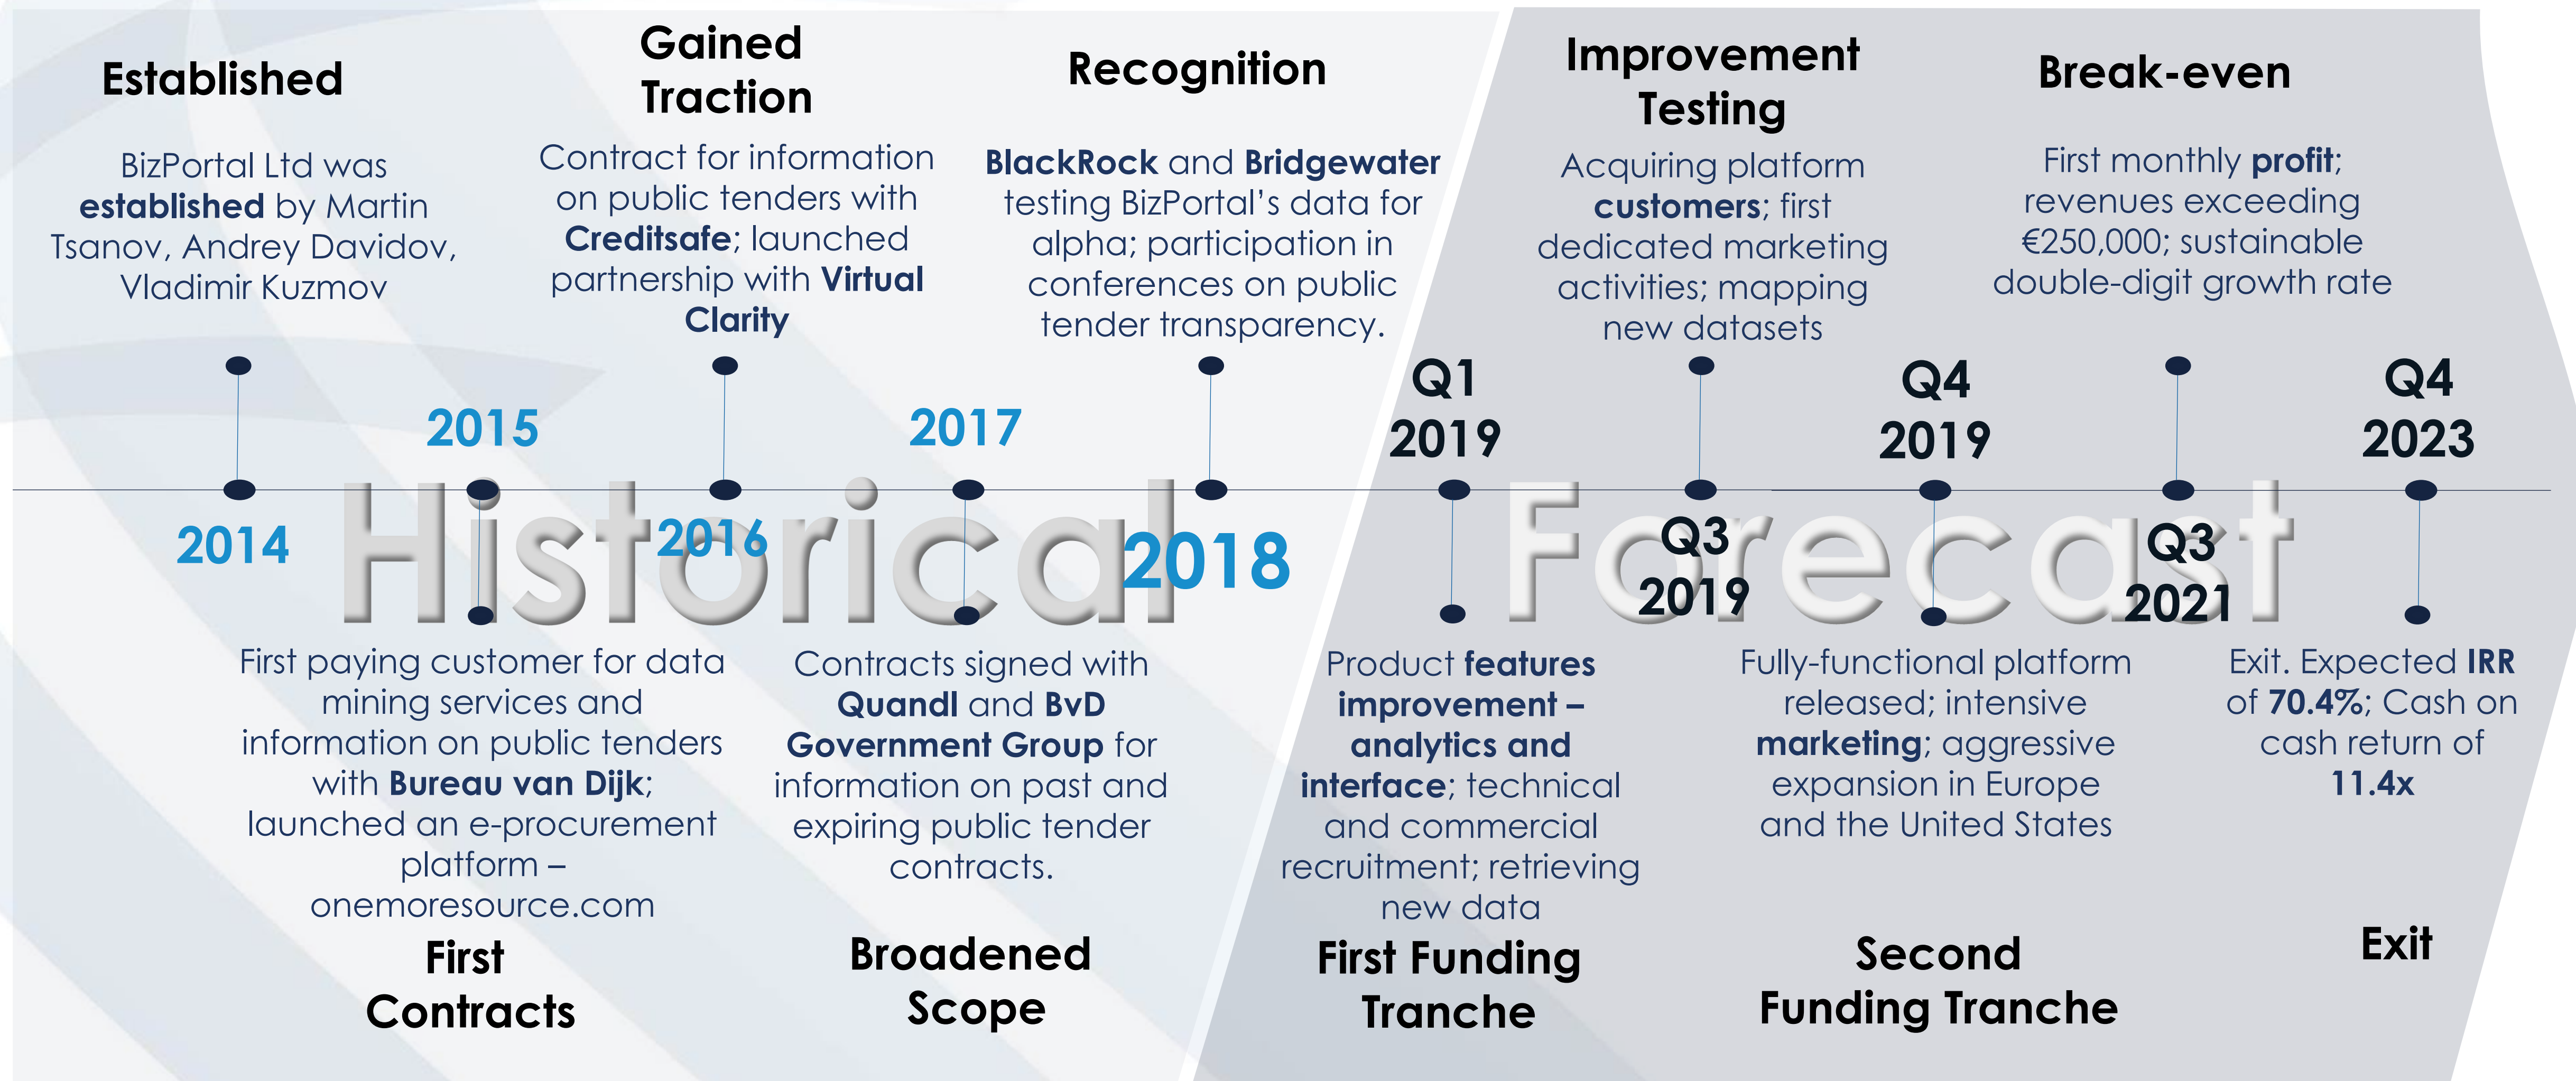 Established
BizPortal Ltd was
established by Martin
Tsanov, Andrey Davidov,
Vladimir Kuzmov
2014
2015
First paying customer for data
mining services and
information on public tenders
with Bureau van Dijk;
launched an e-procurement
platform –
onemoresource.com
First
Contracts
Gained
Traction
Contract for information
on public tenders with
Creditsafe; launched
partnership with Virtual
Clarity
2016
2017
Contracts signed with
Quandl and BvD
Government Group for
information on past and
expiring public tender
contracts.
Broadened
Scope
Recognition
BlackRock and Bridgewater
testing BizPortal’s data for
alpha; participation in
conferences on public
tender transparency.
2018
Historical
Q1
2019
Product features
improvement –
analytics and
interface; technical
and commercial
recruitment; retrieving
new data
First Funding
Tranche
Improvement
Testing
Acquiring platform
customers; first
dedicated marketing
activities; mapping
new datasets
Q3
2019
Q4
2019
Fully-functional platform
released; intensive
marketing; aggressive
expansion in Europe
and the United States
Second
Funding Tranche
Break-even
First monthly profit;
revenues exceeding
€250,000; sustainable
double-digit growth rate
Q3
2021
Q4
2023
Exit. Expected IRR
of 70.4%; Cash on
cash return of
11.4x
Exit
Forecast